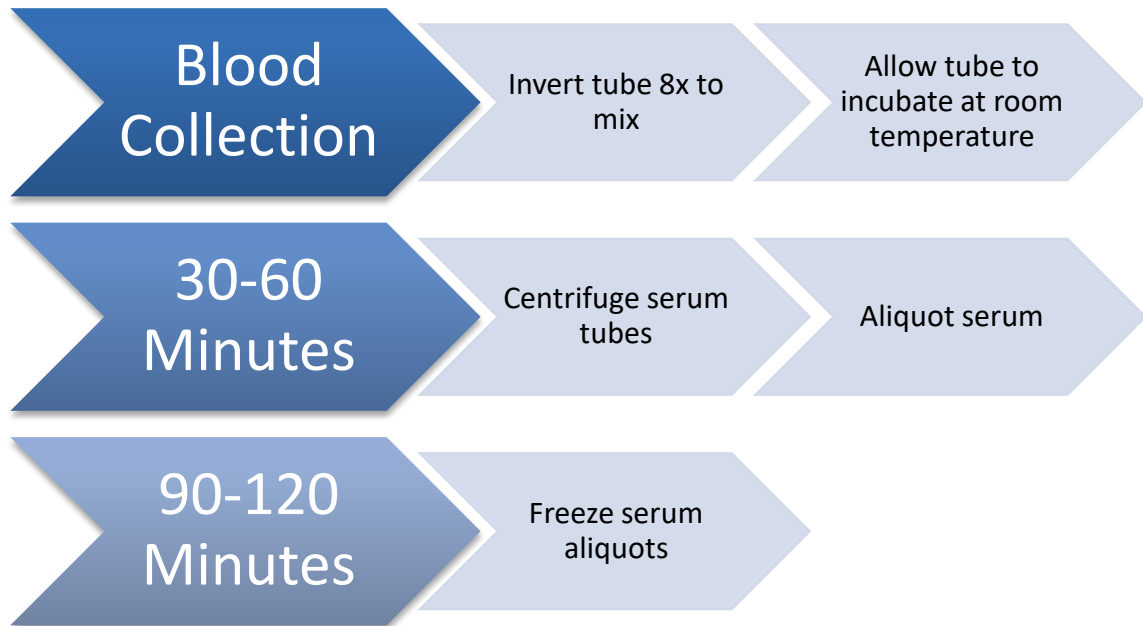 Blood
Collection
Invert tube 8x to
mix
Allow tube to
incubate at room
temperature
30-60
Minutes
Centrifuge serum
tubes
Aliquot serum
90-120
Minutes
Freeze serum
aliquots